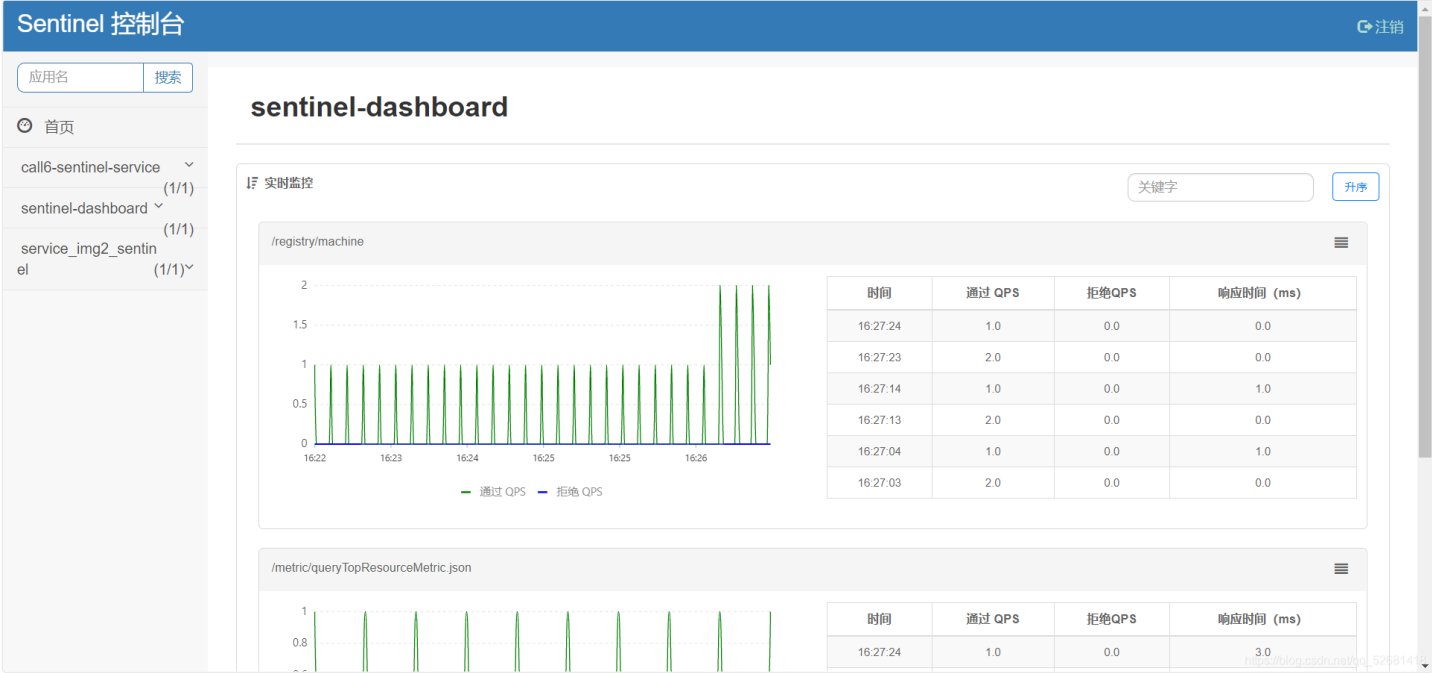 Sentinel 控制台
注销
应用名 搜索
首页
call6-sentinel-service
(1/1)
sentinel-dashboard
(1/1)
service_img2_sentin
el (1/1)
sentinel-dashboard
实时监控 关键字 升序
/registry/machine
2
1.5
1
0.5
0
16:22 16:23 16:24 16:25 16:25 16:26
通过 QPS 拒绝 QPS
时间 通过 QPS 拒绝QPS 响应时间（ms)
16:27:24 1.0 0.0 0.0
16:27:23 2.0 0.0 0.0
16:27:14 1.0 0.0 1.0
16:27:13 2.0 0.0 0.0
16:27:04 1.0 0.0 1.0
16:27:03 2.0 0.0 0.0
/metric/queryTopResourceMetric.json
1
0.8
时间 通过 QPS 拒绝QPS 响应时间（ms)
16:27:24 1.0 0.0 3.0